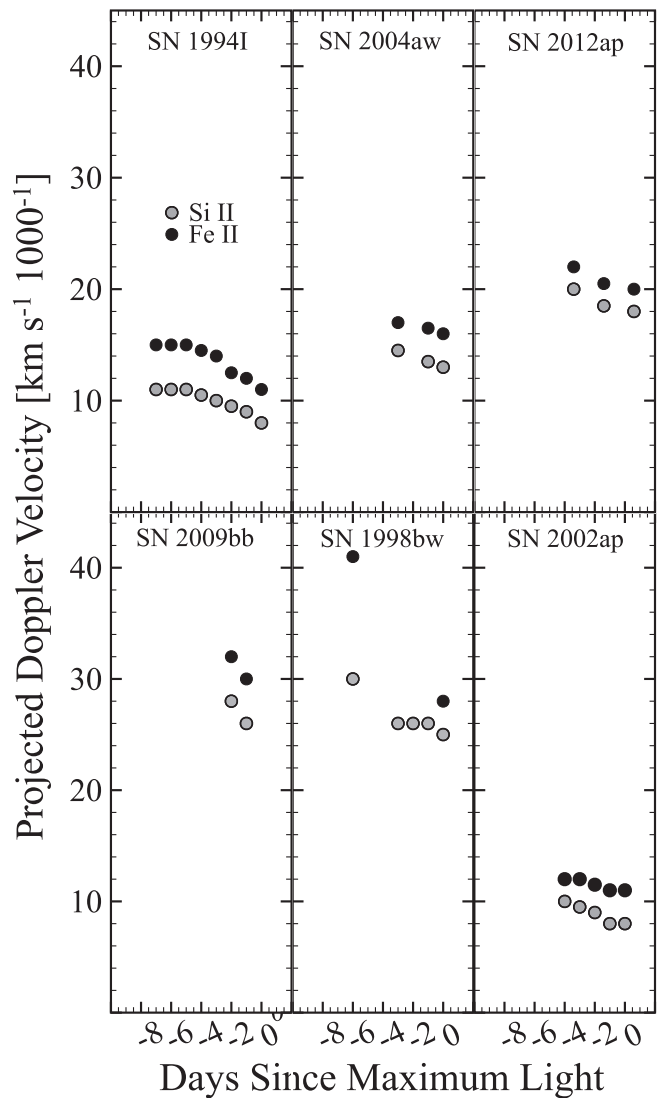 SN 1994I SN 2004aw SN 2012ap
40
30
Si II
Fe II
20
10
SN 2009bb SN 1998bw SN 2002ap
40
30
20
10
-8 -6 -4 -2 0 -8 -6 -4 -2 0 -8 -6 -4 -2 0
Days Since Maximum Light
Projected Doppler Velocity [km s-1 1000-1]